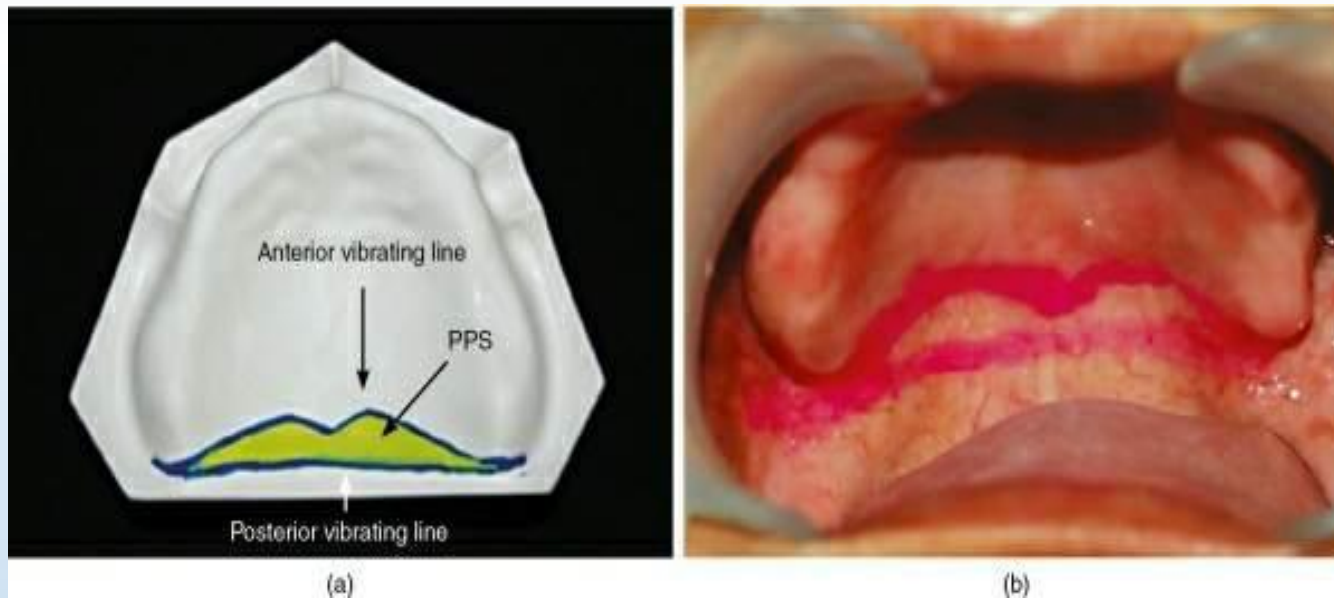 Anterior vibrating line
PPS
Posterior vibrating line
(a)
(b)